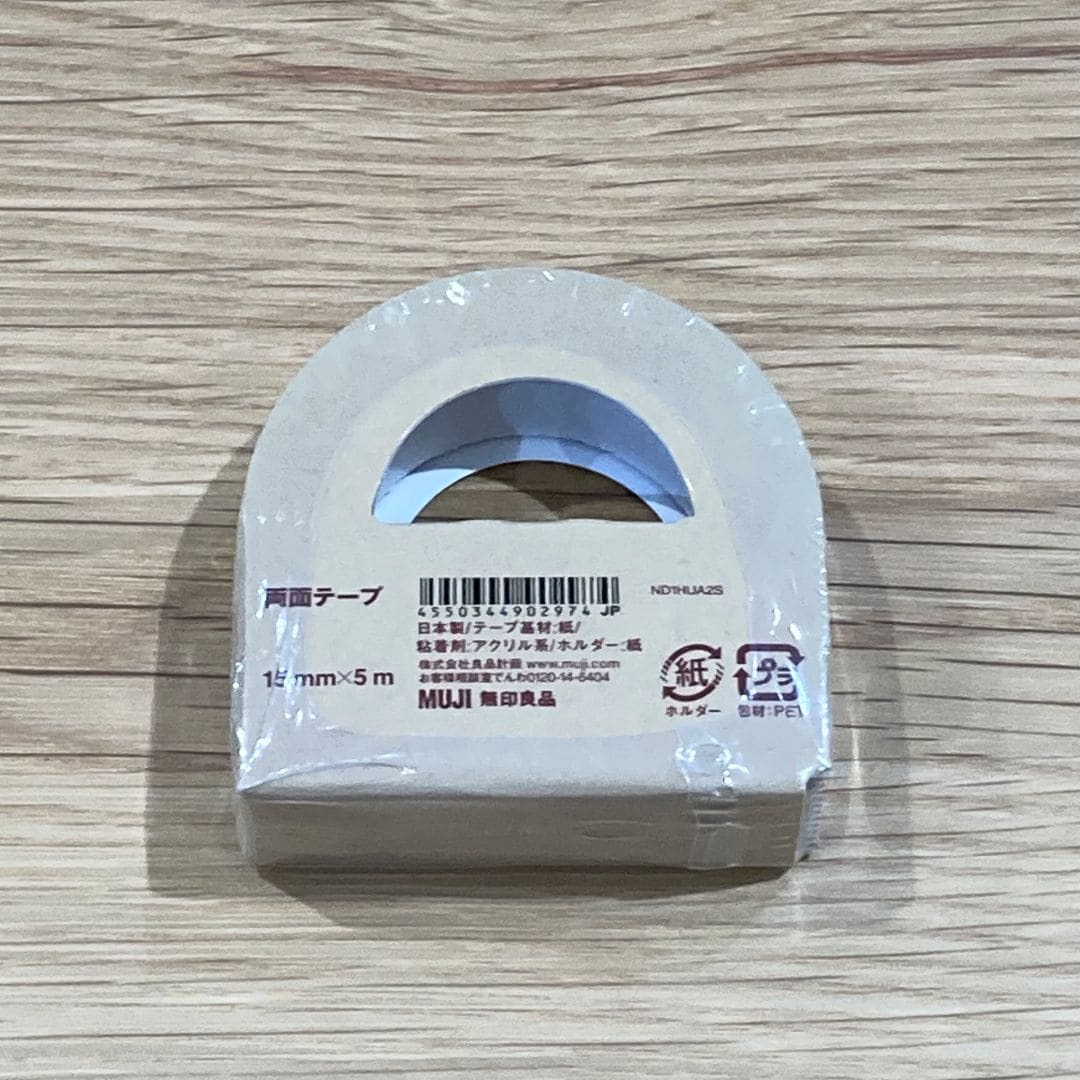 両面テープ
15mm×5m
4550344902974 JP
日本製/テープ基材:紙/
粘着剤:アクリル系/ホルダー:紙
株式会社良品計画 www.muji.com
お客様相談室でんわ0120-14-6404
MUJI 無印良品
紙
ホルダー
プラ
包材:PET